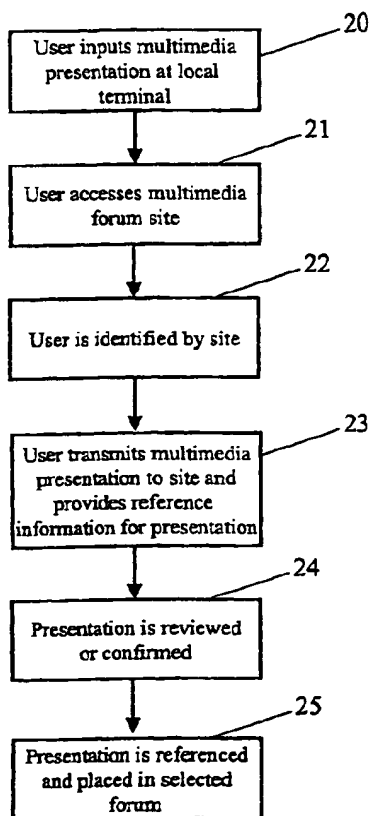 20
User inputs multimedia
presentation at local
terminal
21
User accesses multimedia
forum site
22
User is identified by site
23
User transmits multimedia
presentation to site and
provides reference
information for presentation
24
Presentation is reviewed
or confirmed
25
Presentation is referenced
and placed in selected
forum